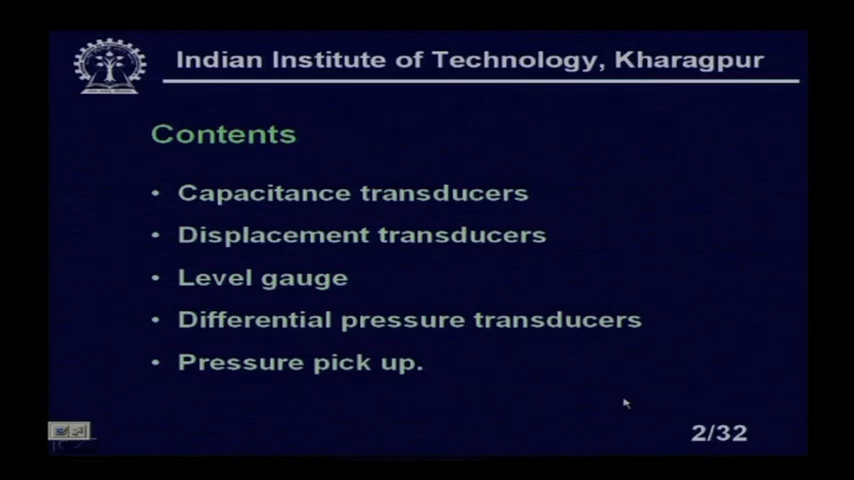 Indian Institute of Technology, Kharagpur
Contents
• Capacitance transducers
• Displacement transducers
• Level gauge
• Differential pressure transducers
• Pressure pick up.
2/32